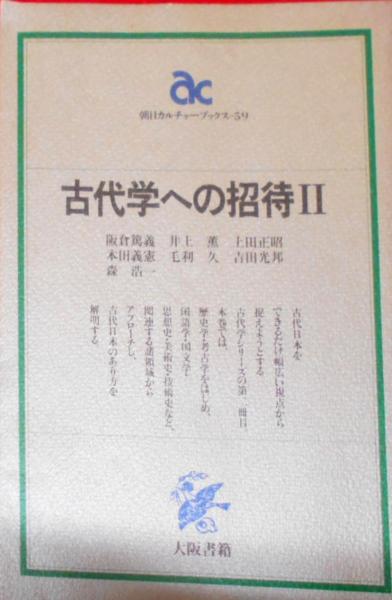 ac
朝日カルチャーブックス-59
古代学への招待II
阪倉篤義 井上 薫 上田正昭
本田義憲 毛利 久 吉田光邦
森 浩一
古代日本を
できるだけ幅広い視点から
捉えようとする
古代学シリーズの第二冊目。
本巻では、
歴史学・考古学をはじめ、
国語学・国文学・
思想史・美術史・技術史など、
関連する諸領域から
アプローチし、
古代日本のあり方を
解明する。
大阪書籍